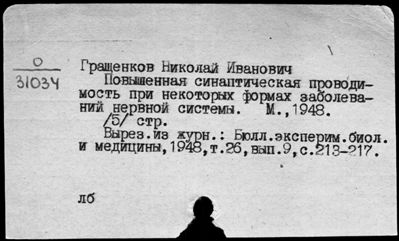 О
31034
Гращенков Николай Иванович
Повышенная синаптическая проводи-
мость при некоторых формах заболева-
ний нервной системы. М.,1948.
/5/ стр.
Вырез.из журн.: Бюлл.эксперим.биол.
и медицины,1948,т.26,вып.9,с.213-217.
лб